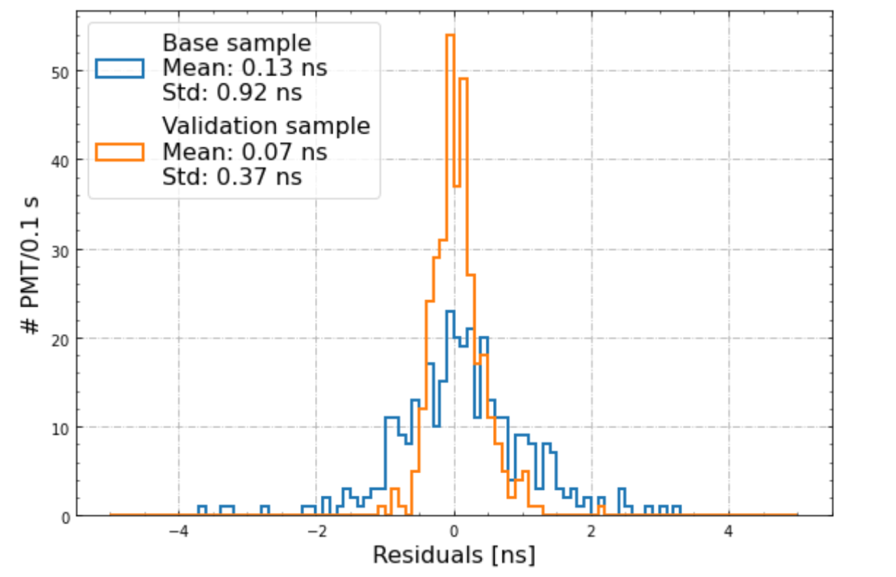 Base sample
Mean: 0.13 ns
Std: 0.92 ns
Validation sample
Mean: 0.07 ns
Std: 0.37 ns
# PMT/0.1 s
50
40
30
20
10
0
−4
−2
0
2
4
Residuals [ns]